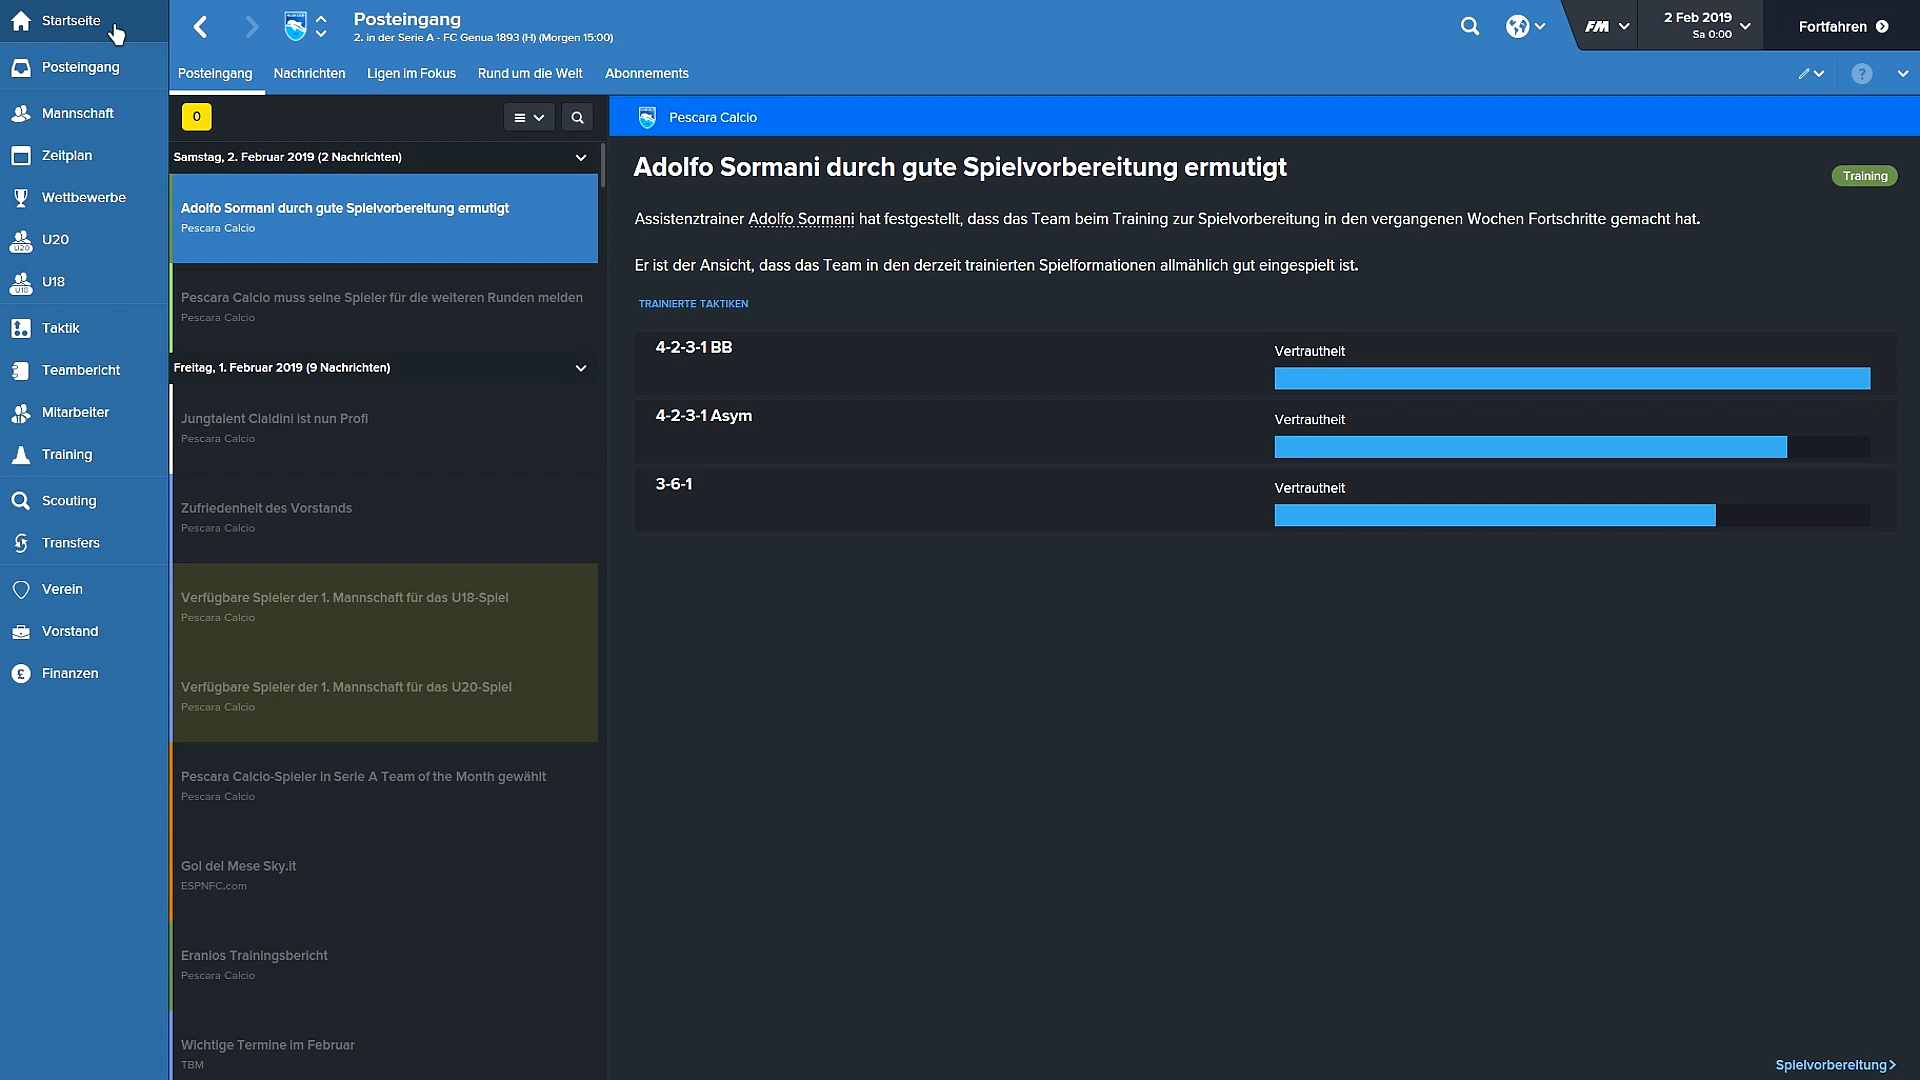 Startseite
Posteingang
Mannschaft
Zeitplan
Wettbewerbe
U20
U20
U18
U18
Taktik
Teambericht
Mitarbeiter
Training
Scouting
Transfers
Verein
Vorstand
£ Finanzen
Posteingang
2. in der Serie A - FC Genua 1893 (H) (Morgen 15:00)
FM
2 Feb 2019
Sa 0:00
Fortfahren
Posteingang Nachrichten Ligen im Fokus Rund um die Welt Abonnements
?
0
Samstag, 2. Februar 2019 (2 Nachrichten)
Adolfo Sormani durch gute Spielvorbereitung ermutigt
Pescara Calcio
Pescara Calcio muss seine Spieler für die weiteren Runden melden
Pescara Calcio
Freitag, 1. Februar 2019 (9 Nachrichten)
Jungtalent Cialdini ist nun Profi
Pescara Calcio
Zufriedenheit des Vorstands
Pescara Calcio
Verfügbare Spieler der 1. Mannschaft für das U18-Spiel
Pescara Calcio
Verfügbare Spieler der 1. Mannschaft für das U20-Spiel
Pescara Calcio
Pescara Calcio-Spieler in Serie A Team of the Month gewählt
Pescara Calcio
Gol del Mese Sky.it
ESPNFC.com
Eranios Trainingsbericht
Pescara Calcio
Wichtige Termine im Februar
TBM
Pescara Calcio
Adolfo Sormani durch gute Spielvorbereitung ermutigt
Training
Assistenztrainer Adolfo Sormani hat festgestellt, dass das Team beim Training zur Spielvorbereitung in den vergangenen Wochen Fortschritte gemacht hat.
Er ist der Ansicht, dass das Team in den derzeit trainierten Spielformationen allmählich gut eingespielt ist.
TRAINIERTE TAKTIKEN
4-2-3-1 BB
Vertrautheit
4-2-3-1 Asym
Vertrautheit
3-6-1
Vertrautheit
Spielvorbereitung